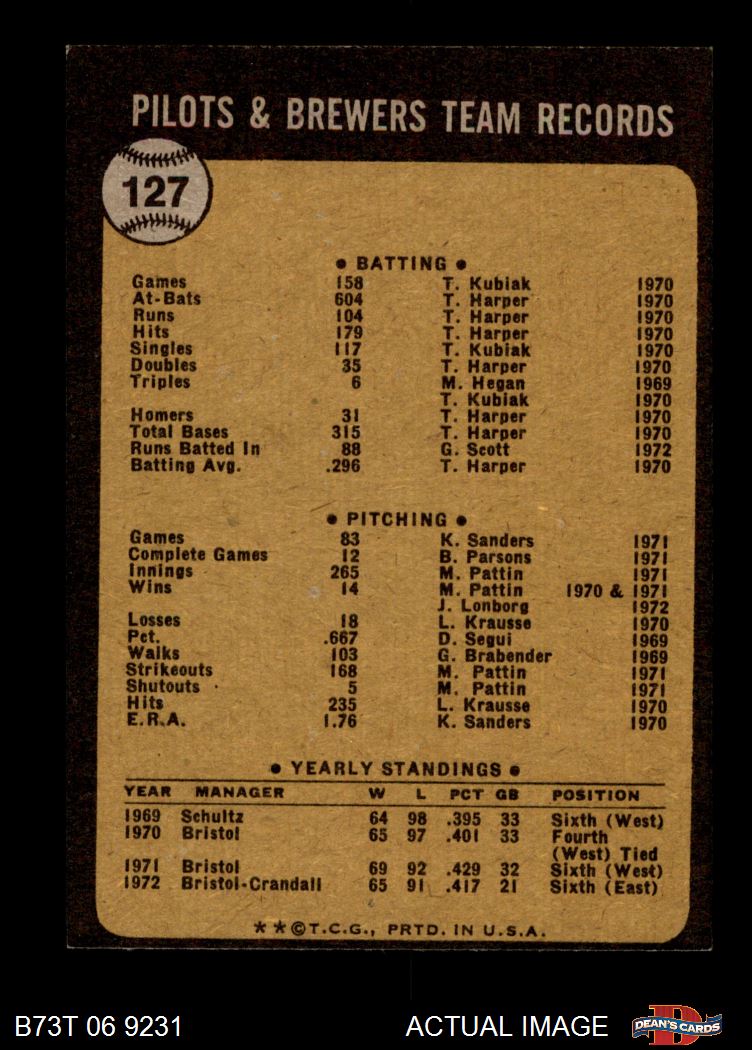 PILOTS & BREWERS TEAM RECORDS
127
• BATTING •
Games 158 T. Kubiak 1970
At-Bats 604 T. Harper 1970
Runs 104 T. Harper 1970
Hits 179 T. Harper 1970
Singles 117 T. Kubiak 1970
Doubles 35 T. Harper 1970
Triples 6 M. Hegan 1969
T. Kubiak 1970
Homers 31 T. Harper 1970
Total Bases 315 T. Harper 1970
Runs Batted In 88 G. Scott 1972
Batting Avg. .296 T. Harper 1970
• PITCHING •
Games 83 K. Sanders 1971
Complete Games 12 B. Parsons 1971
Innings 265 M. Pattin 1971
Wins 14 M. Pattin 1970 & 1971
J. Lonborg 1972
Losses 18 L. Krausse 1970
Pct. .667 D. Segui 1969
Walks 103 G. Brabender 1969
Strikeouts 168 M. Pattin 1971
Shutouts 5 M. Pattin 1971
Hits 235 L. Krausse 1970
E.R.A. 1.76 K. Sanders 1970
• YEARLY STANDINGS •
YEAR MANAGER W L PCT GB POSITION
1969 Schultz 64 98 .395 33 Sixth (West)
1970 Bristol 65 97 .401 33 Fourth
(West) Tied
1971 Bristol 69 92 .429 32 Sixth (West)
1972 Bristol-Crandall 65 91 .417 21 Sixth (East)
**©T.C.G., PRTD. IN U.S.A.
B73T 06 9231 ACTUAL IMAGE DEAN'S CARDS